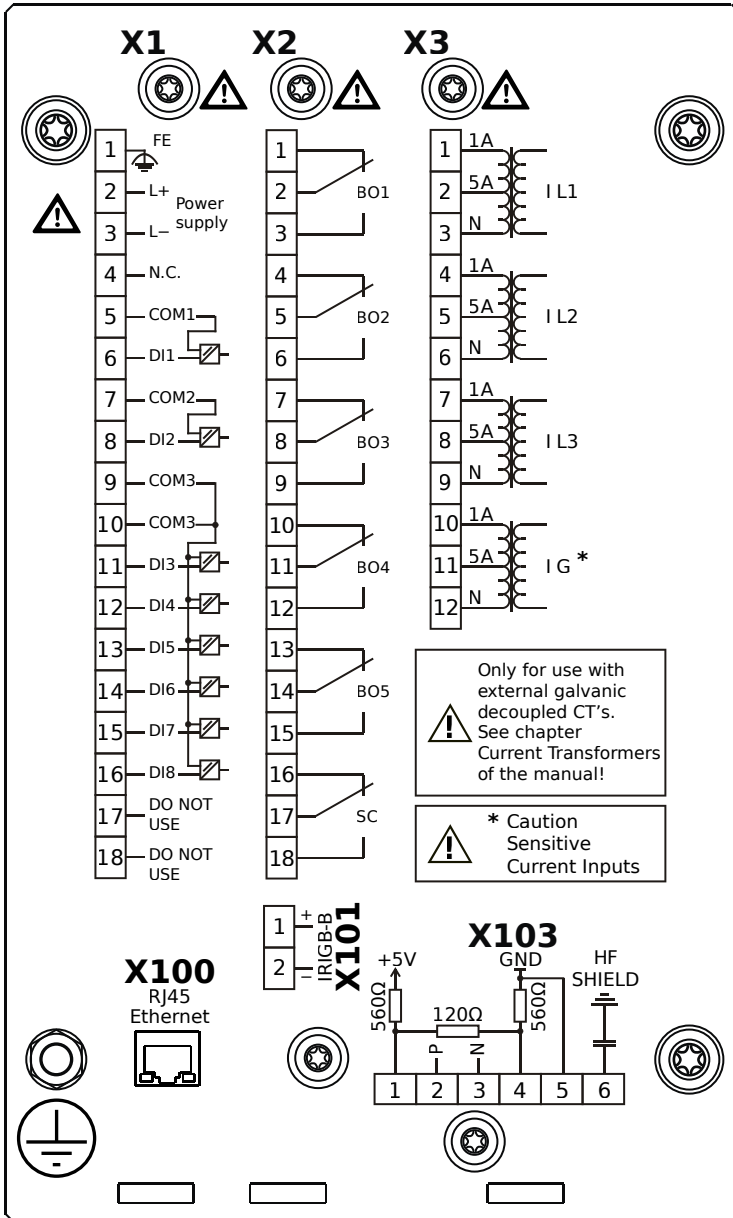 X1 X2 X3
1 FE
2 L+
Power
supply
3 L−
4 N.C.
5 COM1
6 DI1
7 COM2
8 DI2
9 COM3
10 COM3
11 DI3
12 DI4
13 DI5
14 DI6
15 DI7
16 DI8
17 DO NOT
USE
18 DO NOT
USE
1
2 BO1
3
4
5 BO2
6
7
8 BO3
9
10
11 BO4
12
13
14 BO5
15
16
17 SC
18
1 1A
2 5A I L1
3 N
4 1A
5 5A I L2
6 N
7 1A
8 5A I L3
9 N
10 1A
11 5A I G *
12 N
Only for use with
external galvanic
decoupled CT's.
See chapter
Current Transformers
of the manual!
* Caution
Sensitive
Current Inputs
1 +
2 −
IRIGB-B
X101
X100
RJ45
Ethernet
X103
+5V GND HF
SHIELD
560Ω 120Ω 560Ω
P N
1 2 3 4 5 6